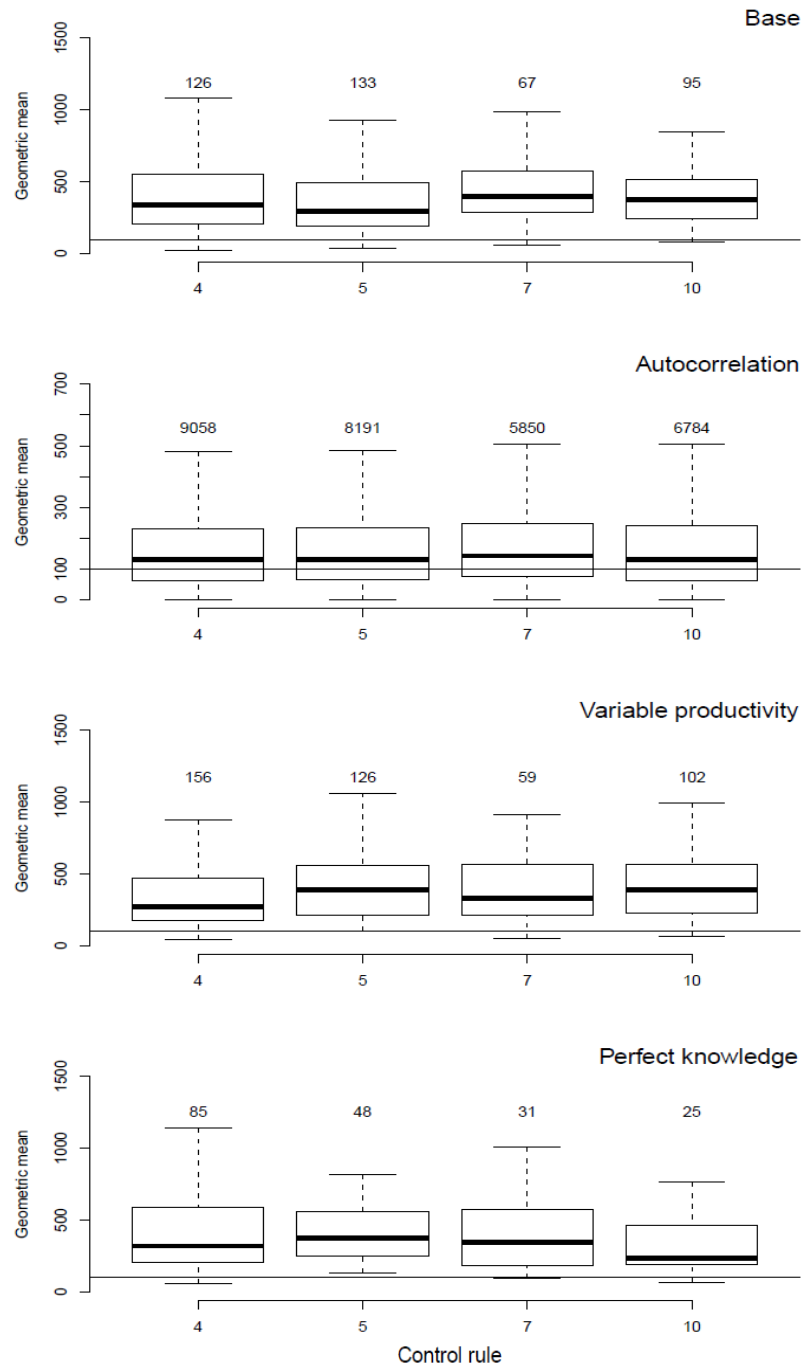 Base
Geometric mean
1500
1000
500
0
126 133 67 95
4 5 7 10
Autocorrelation
Geometric mean
700
500
300
100
0
9058 8191 5850 6784
4 5 7 10
Variable productivity
Geometric mean
1500
1000
500
0
156 126 59 102
4 5 7 10
Perfect knowledge
Geometric mean
1500
1000
500
0
85 48 31 25
4 5 7 10
Control rule